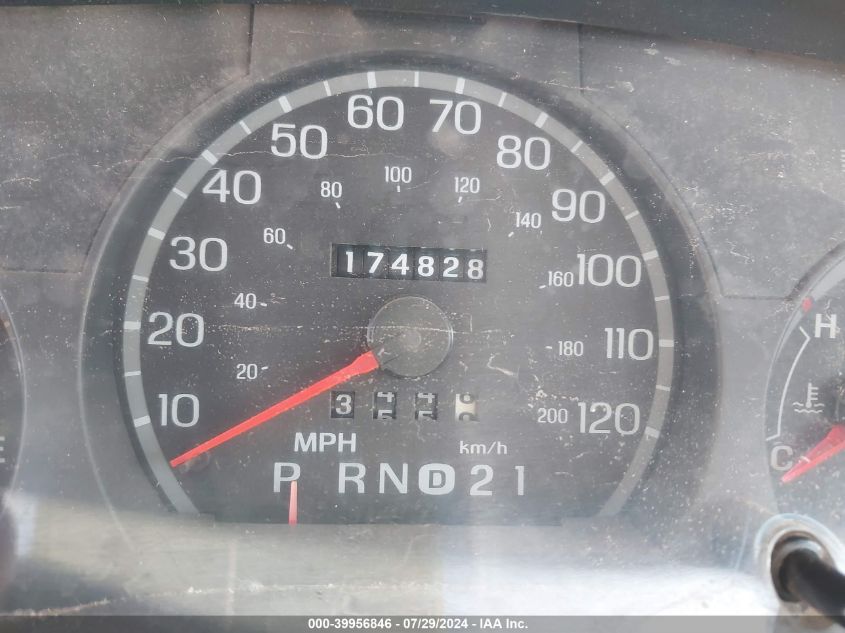 60 70
50 80
40 100 120 90
80 140
60
30 174828 100
160
40
20 180 110
20
10 3 200 120
MPH km/h
P R N D 2 1
H
C
E
000-39956846 / 07/29/2024 / IAA Inc.